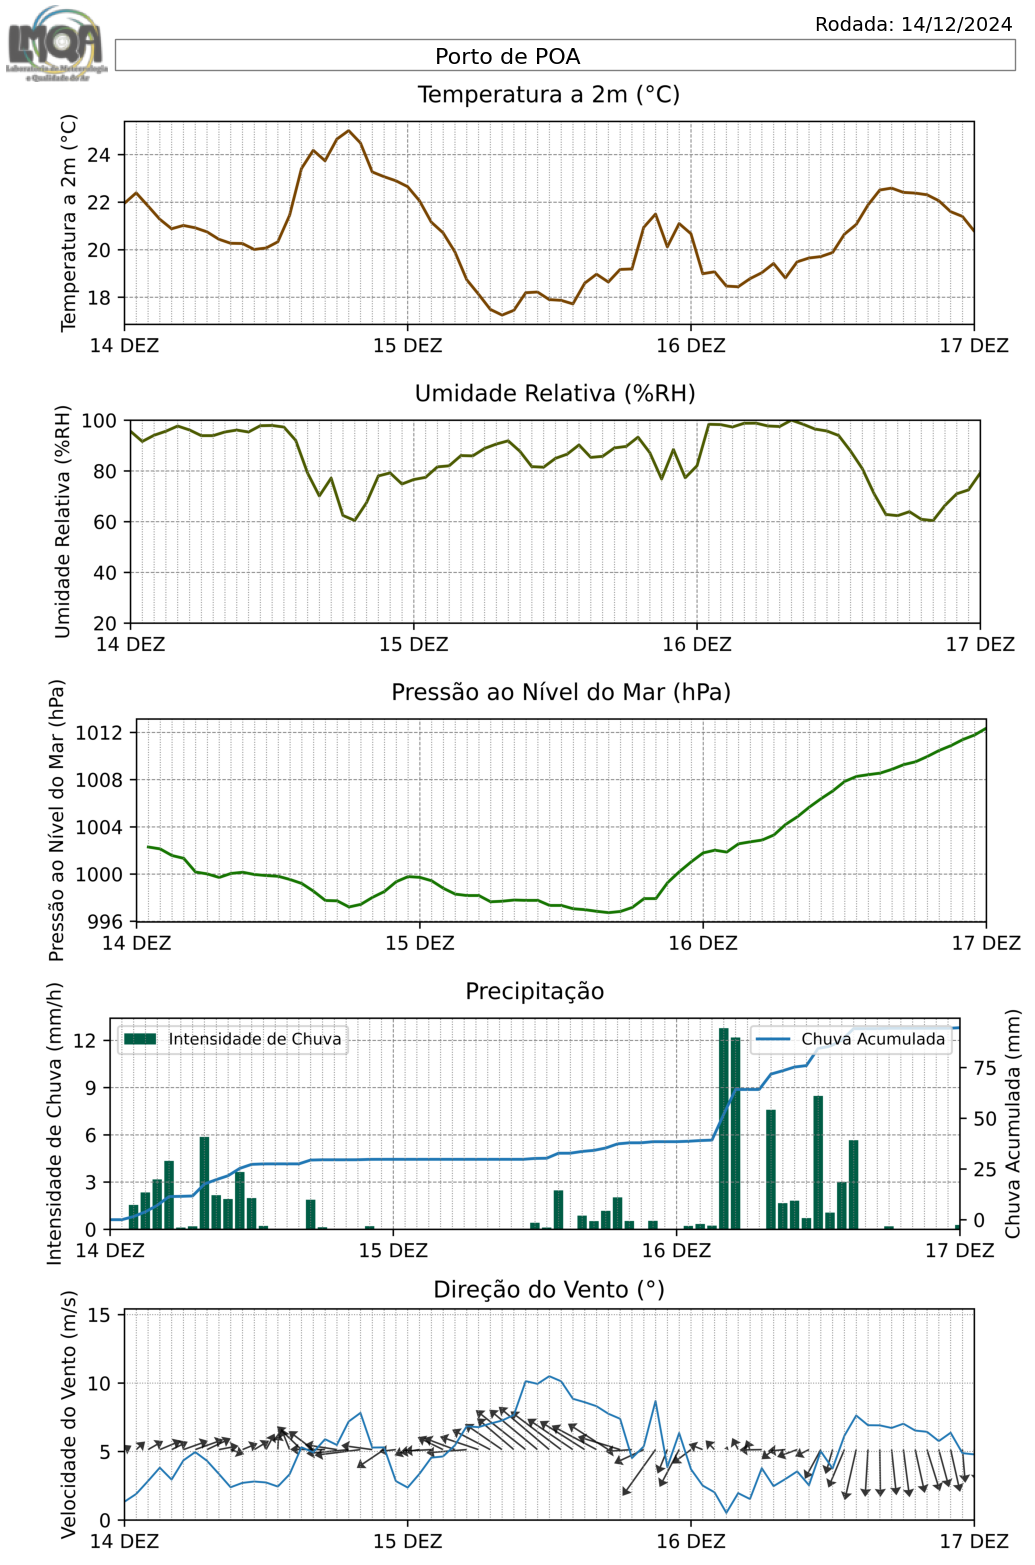 LMQA
Laboratório de Meteorologia
e Qualidade do Ar
Rodada: 14/12/2024
Porto de POA
Temperatura a 2m (°C)
Temperatura a 2m (°C)
24
22
20
18
14 DEZ 15 DEZ 16 DEZ 17 DEZ
Umidade Relativa (%RH)
Umidade Relativa (%RH)
100
80
60
40
20
14 DEZ 15 DEZ 16 DEZ 17 DEZ
Pressão ao Nível do Mar (hPa)
Pressão ao Nível do Mar (hPa)
1012
1008
1004
1000
996
14 DEZ 15 DEZ 16 DEZ 17 DEZ
Precipitação
Intensidade de Chuva (mm/h)
Intensidade de Chuva
Chuva Acumulada
Chuva Acumulada (mm)
12
9
6
3
0
75
50
25
0
14 DEZ 15 DEZ 16 DEZ 17 DEZ
Direção do Vento (°)
Velocidade do Vento (m/s)
15
10
5
0
14 DEZ 15 DEZ 16 DEZ 17 DEZ